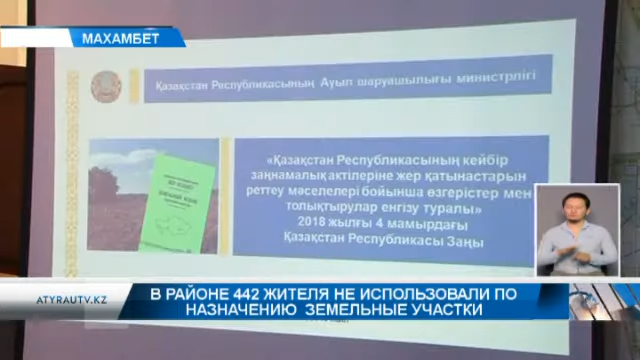 МАХАМБЕТ
Қазақстан Республикасының Ауыл шаруашылығы министрлігі
«Қазақстан Республикасының кейбір
заңнамалық актілеріне жер қатынастарын
реттеу мәселелері бойынша өзгерістер мен
толықтырулар енгізу туралы»
2018 жылғы 4 мамырдағы
Қазақстан Республикасы Заңы
ATYRAUTV.KZ
В РАЙОНЕ 442 ЖИТЕЛЯ НЕ ИСПОЛЬЗОВАЛИ ПО
НАЗНАЧЕНИЮ ЗЕМЕЛЬНЫЕ УЧАСТКИ